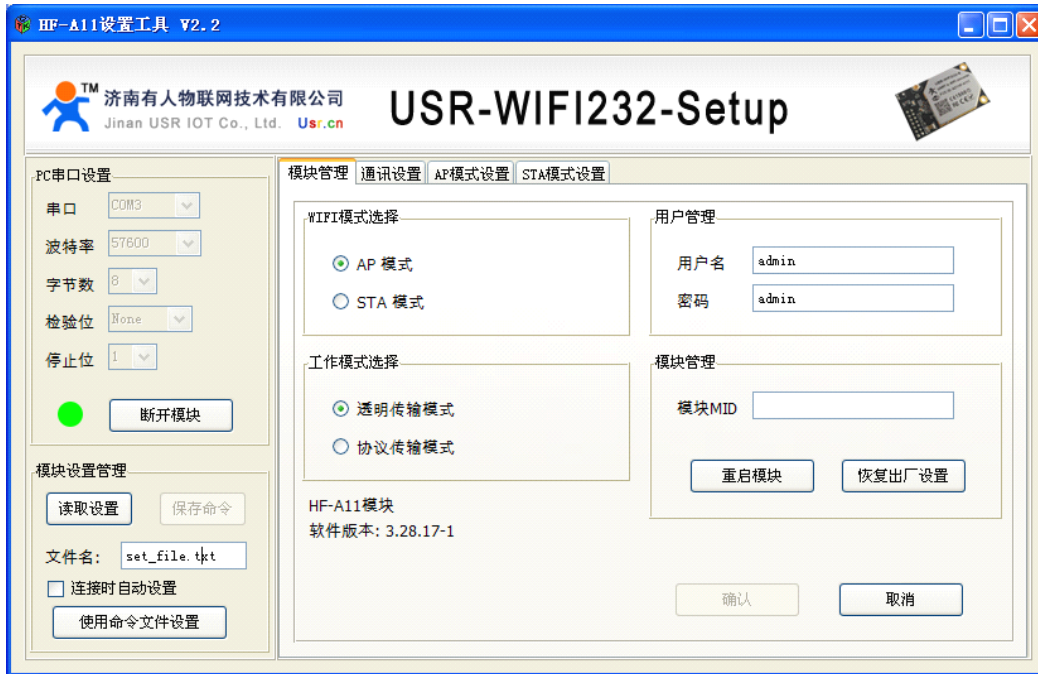 HF-A11设置工具 V2.2
TM
济南有人物联网技术有限公司
Jinan USR IOT Co., Ltd. Usr.cn
USR-WIFI232-Setup
PC串口设置
串口 COM3
波特率 57600
字节数 8
检验位 None
停止位 1
断开模块
模块设置管理
读取设置 保存命令
文件名: set_file.txt
连接时自动设置
使用命令文件设置
模块管理 通讯设置 AP模式设置 STA模式设置
WIFI模式选择
AP 模式
STA 模式
用户管理
用户名 admin
密码 admin
工作模式选择
透明传输模式
协议传输模式
模块管理
模块MID
重启模块 恢复出厂设置
HF-A11模块
软件版本: 3.28.17-1
确认 取消